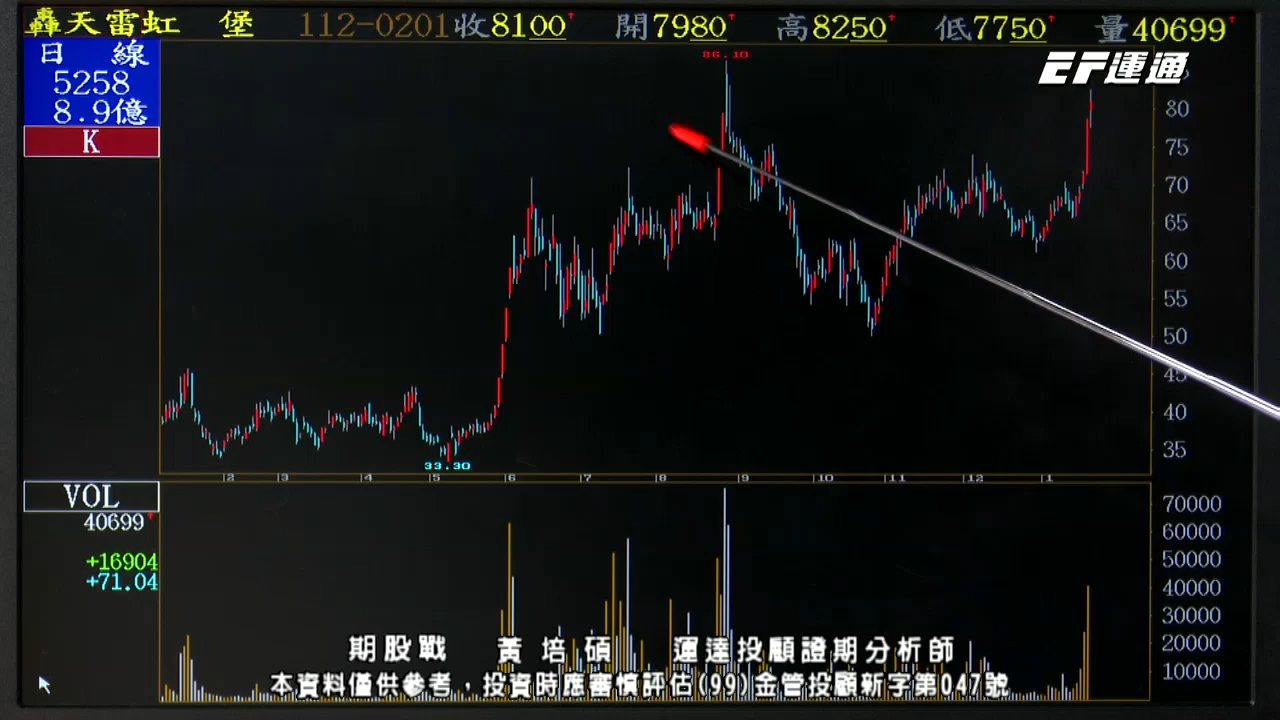 轟天雷虹 堡 112-0201 收8100 開7980 高8250 低7750 量40699
日 線
5258
8.9億
K
EF運通
86.10
80
75
70
65
60
55
50
45
40
35
33.30
2 3 4 5 6 7 8 9 10 11 12 1
VOL
40699
+16904
+71.04
70000
60000
50000
40000
30000
20000
10000
期股戰 黃培碩 運達投顧證期分析師
本資料僅供參考，投資時應審慎評估(99)金管投顧新字第047號